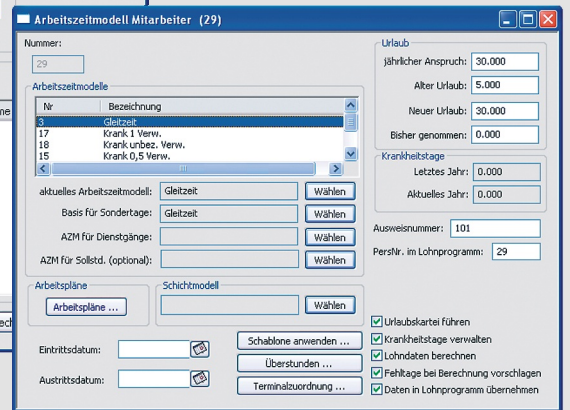 Arbeitszeitmodell Mitarbeiter (29)
Nummer:
29
Arbeitszeitmodelle
Nr Bezeichnung
3 Gleitzeit
17 Krank 1 Verw.
18 Krank unbez. Verw.
15 Krank 0,5 Verw.
aktuelles Arbeitszeitmodell: Gleitzeit Wählen
Basis für Sondertage: Gleitzeit Wählen
AZM für Dienstgänge: Wählen
AZM für Sollstd. (optional): Wählen
Arbeitspläne
Arbeitspläne ...
Schichtmodell
Wählen
Eintrittsdatum:
Austrittsdatum:
Schablone anwenden ...
Überstunden ...
Terminalzuordnung ...
Urlaub
jährlicher Anspruch: 30.000
Alter Urlaub: 5.000
Neuer Urlaub: 30.000
Bisher genommen: 0.000
Krankheitstage
Letztes Jahr: 0.000
Aktuelles Jahr: 0.000
Ausweisnummer: 101
PersNr. im Lohnprogramm: 29
Urlaubskartei führen
Krankheitstage verwalten
Lohndaten berechnen
Fehltage bei Berechnung vorschlagen
Daten in Lohnprogramm übernehmen